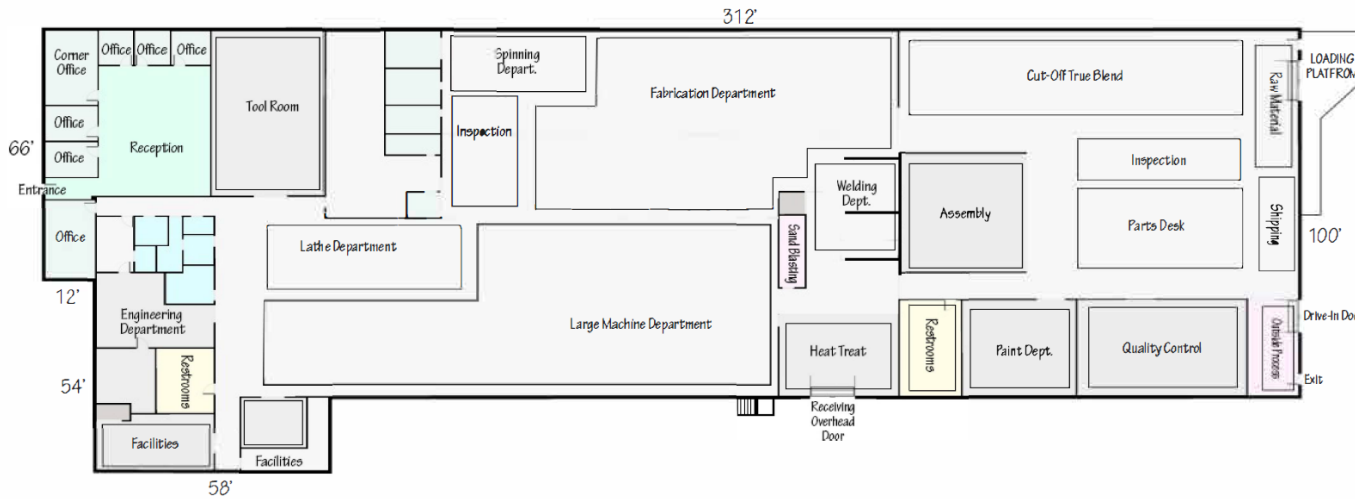 312'
Corner
Office
Office
Office
Office
Tool Room
Spinning
Depart.
Fabrication Department
Cut-Off True Blend
Raw Material
LOADING
PLATFROM
Office
66'
Office
Reception
Inspection
Inspection
Entrance
Welding
Dept.
Assembly
Parts Desk
Shipping
100'
Office
Lathe Department
Sand Blasting
12'
Engineering
Department
Large Machine Department
Heat Treat
Restrooms
Paint Dept.
Quality Control
Outside Process
Drive-In Doo
Exit
54'
Restrooms
Receiving
Overhead
Door
Facilities
Facilities
58'